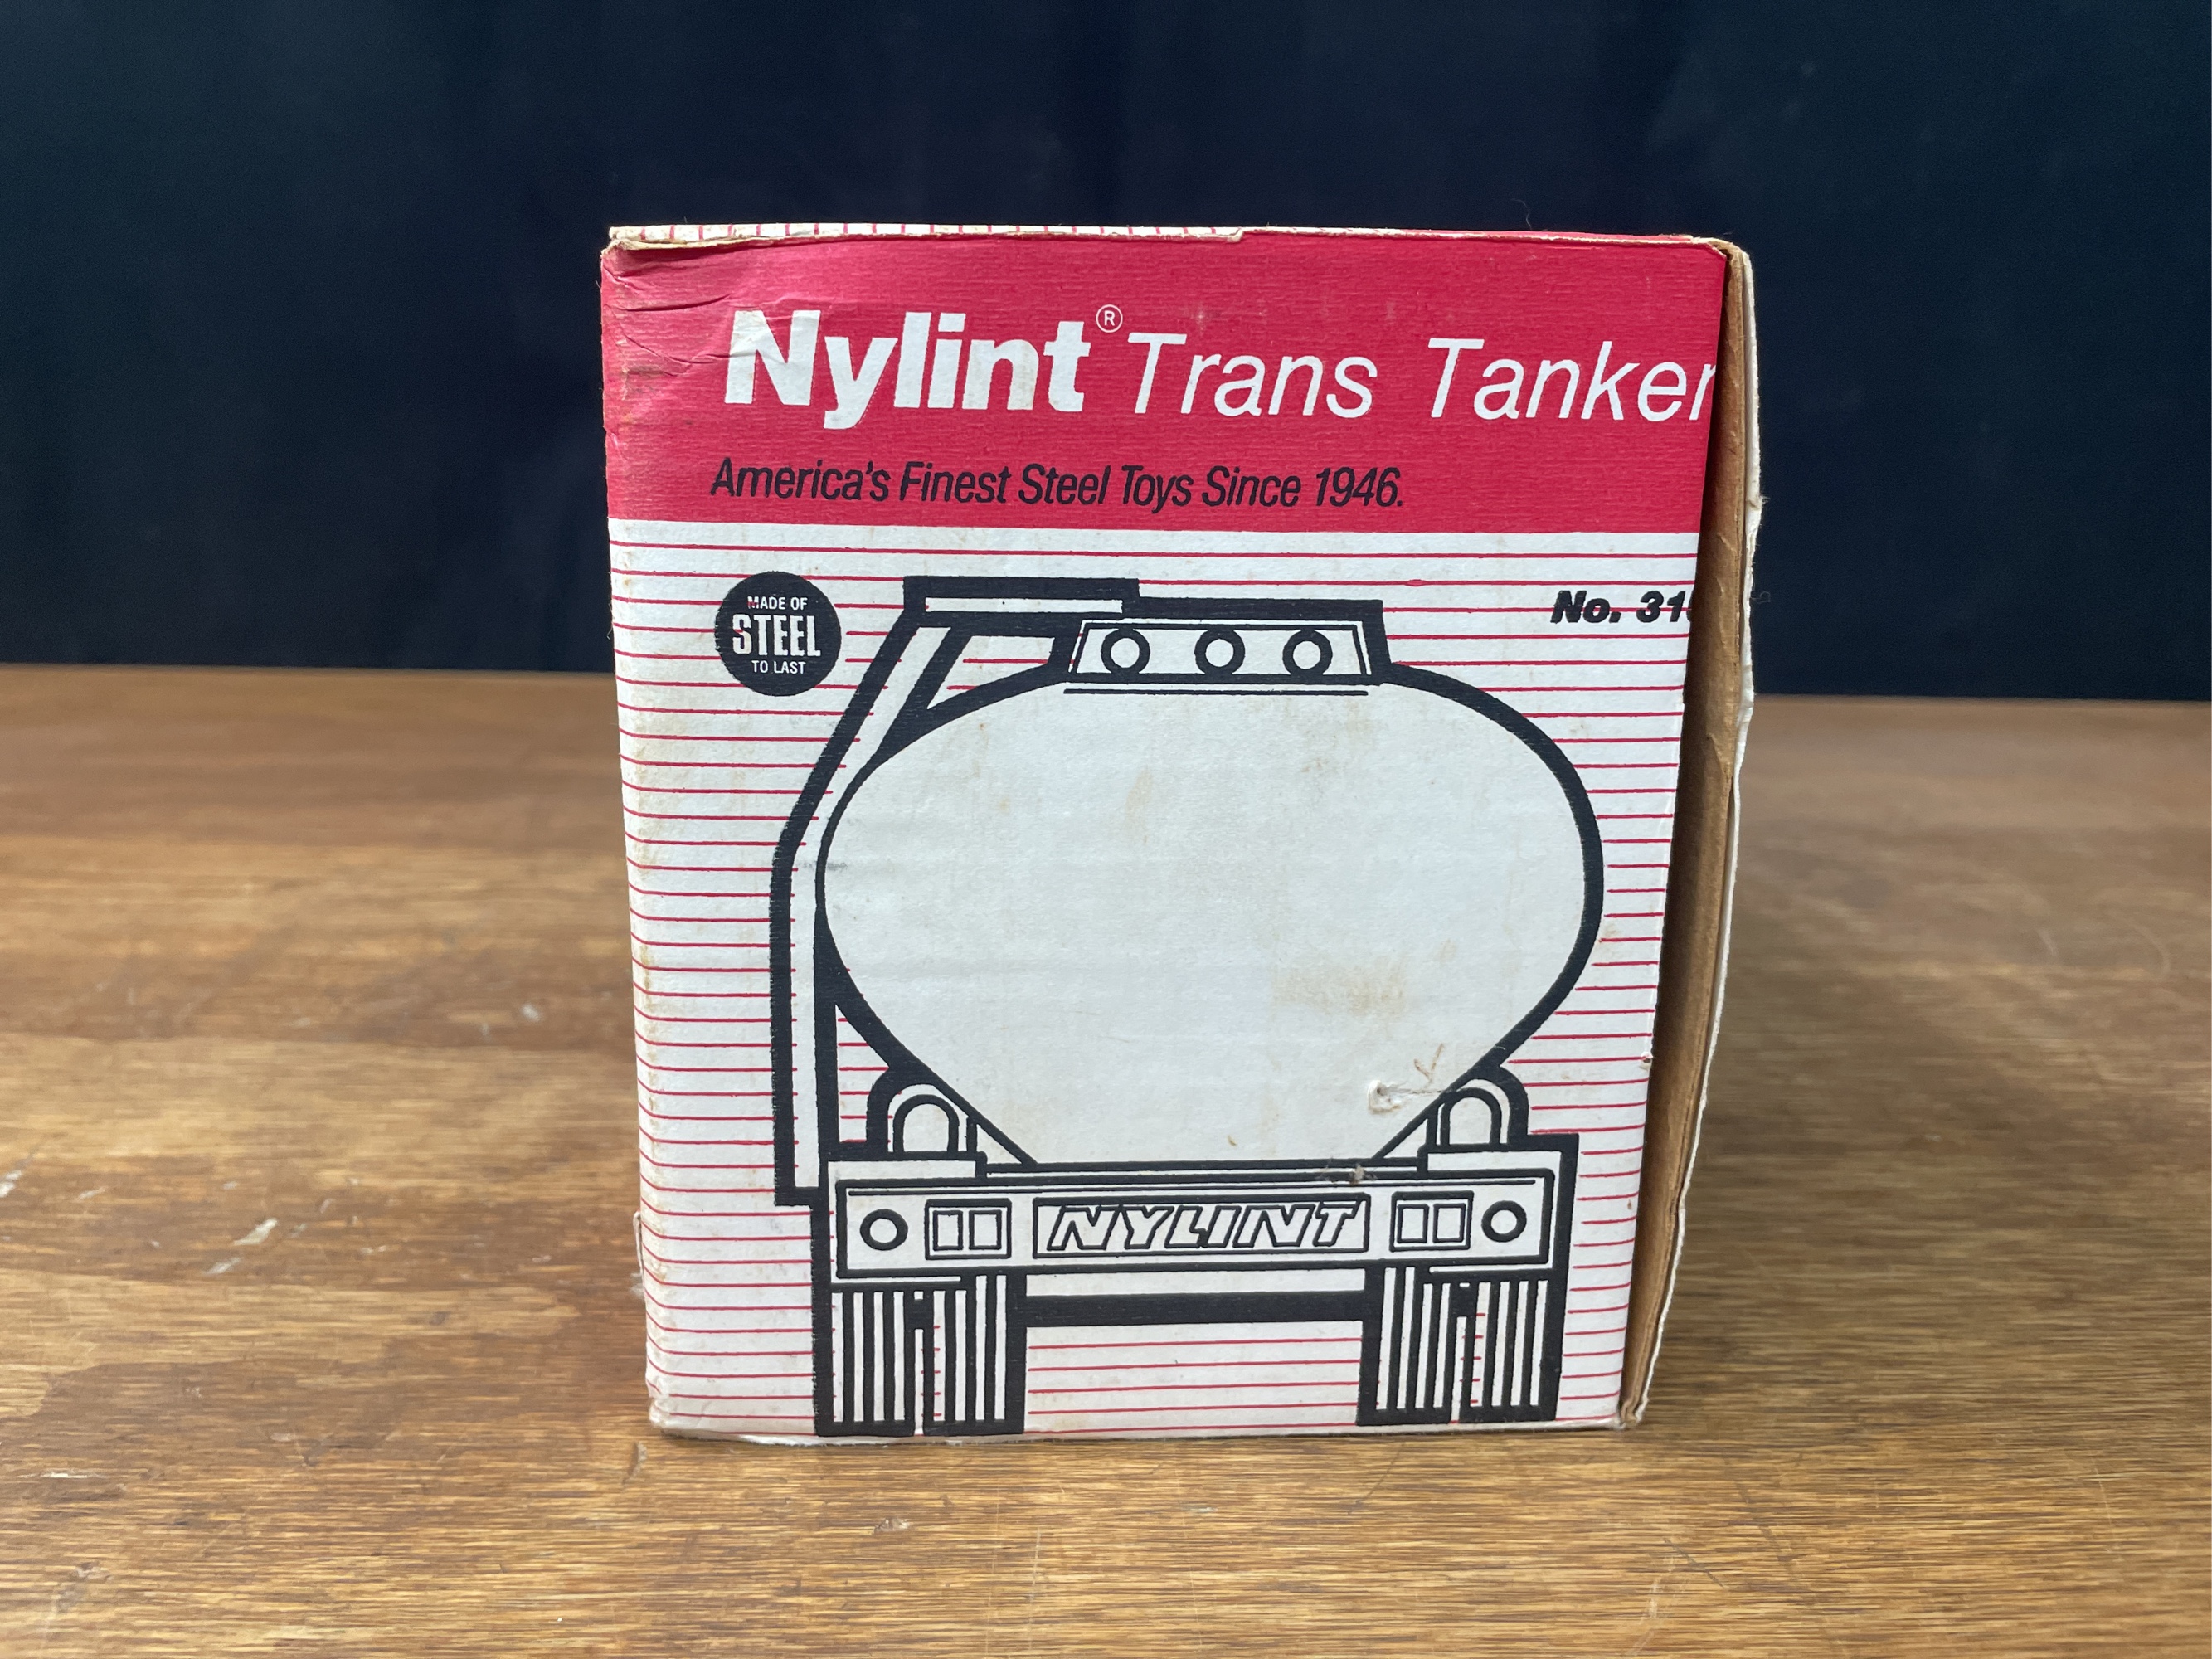 Nylint® Trans Tanker
America's Finest Steel Toys Since 1946.
MADE OF
STEEL
TO LAST
No. 31
NYLINT